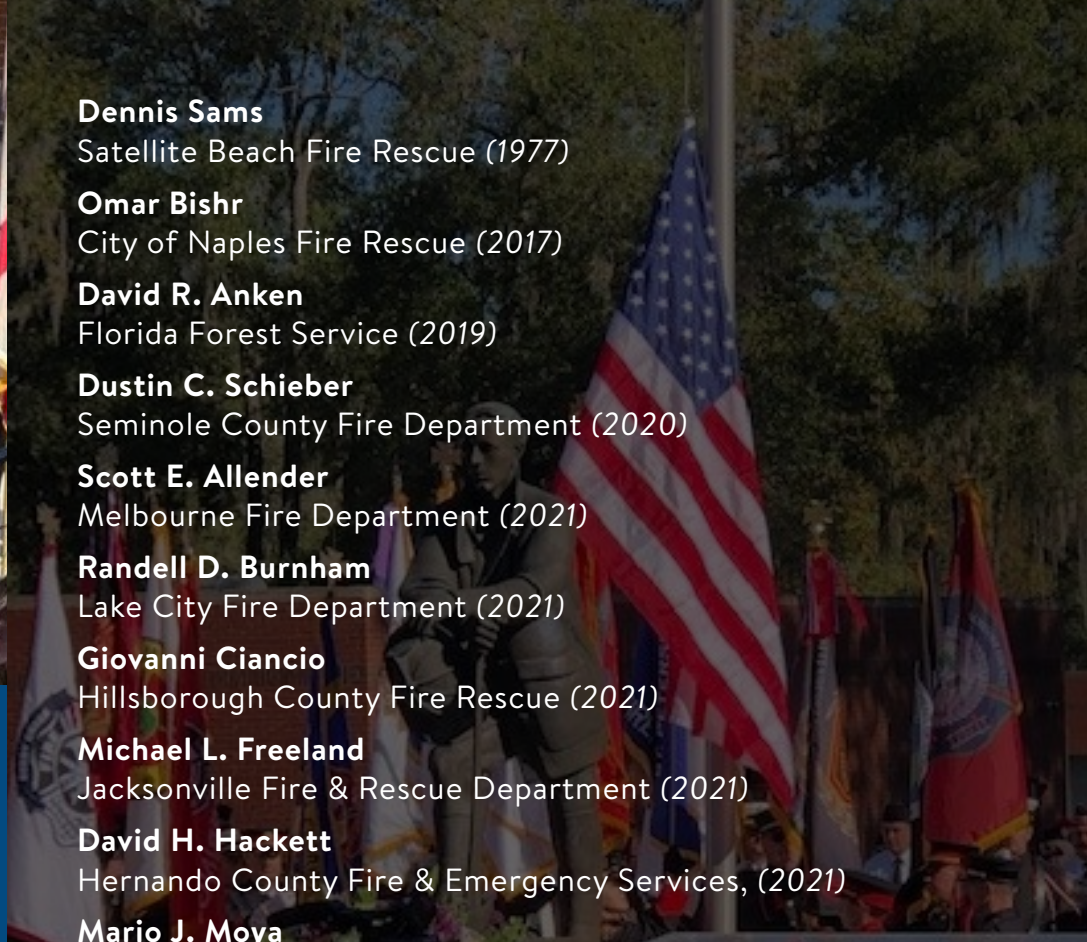 Dennis Sams
Satellite Beach Fire Rescue (1977)
Omar Bishr
City of Naples Fire Rescue (2017)
David R. Anken
Florida Forest Service (2019)
Dustin C. Schieber
Seminole County Fire Department (2020)
Scott E. Allender
Melbourne Fire Department (2021)
Randell D. Burnham
Lake City Fire Department (2021)
Giovanni Ciancio
Hillsborough County Fire Rescue (2021)
Michael L. Freeland
Jacksonville Fire & Rescue Department (2021)
David H. Hackett
Hernando County Fire & Emergency Services, (2021)
Mario J. Moya